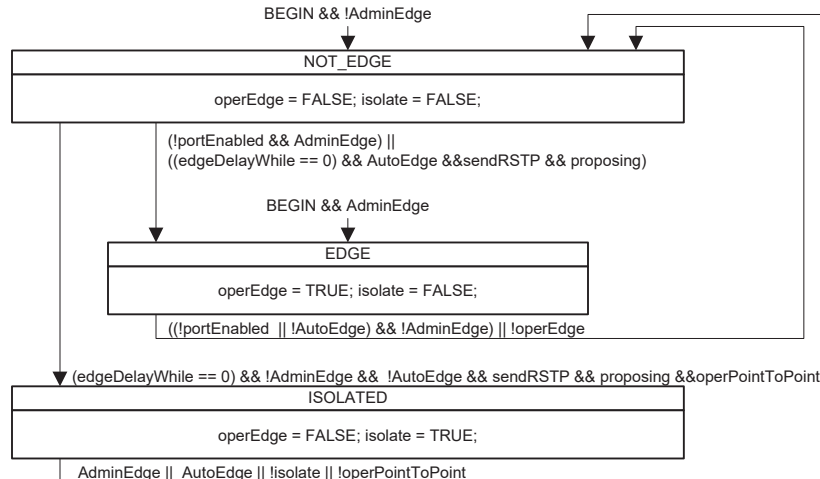 BEGIN && !AdminEdge
NOT_EDGE
operEdge = FALSE; isolate = FALSE;
(!portEnabled && AdminEdge) ||
((edgeDelayWhile == 0) && AutoEdge &&sendRSTP && proposing)
BEGIN && AdminEdge
EDGE
operEdge = TRUE; isolate = FALSE;
((!portEnabled || !AutoEdge) && !AdminEdge) || !operEdge
(edgeDelayWhile == 0) && !AdminEdge && !AutoEdge && sendRSTP && proposing &&operPointToPoint
ISOLATED
operEdge = FALSE; isolate = TRUE;
AdminEdge || AutoEdge || !isolate || !operPointToPoint